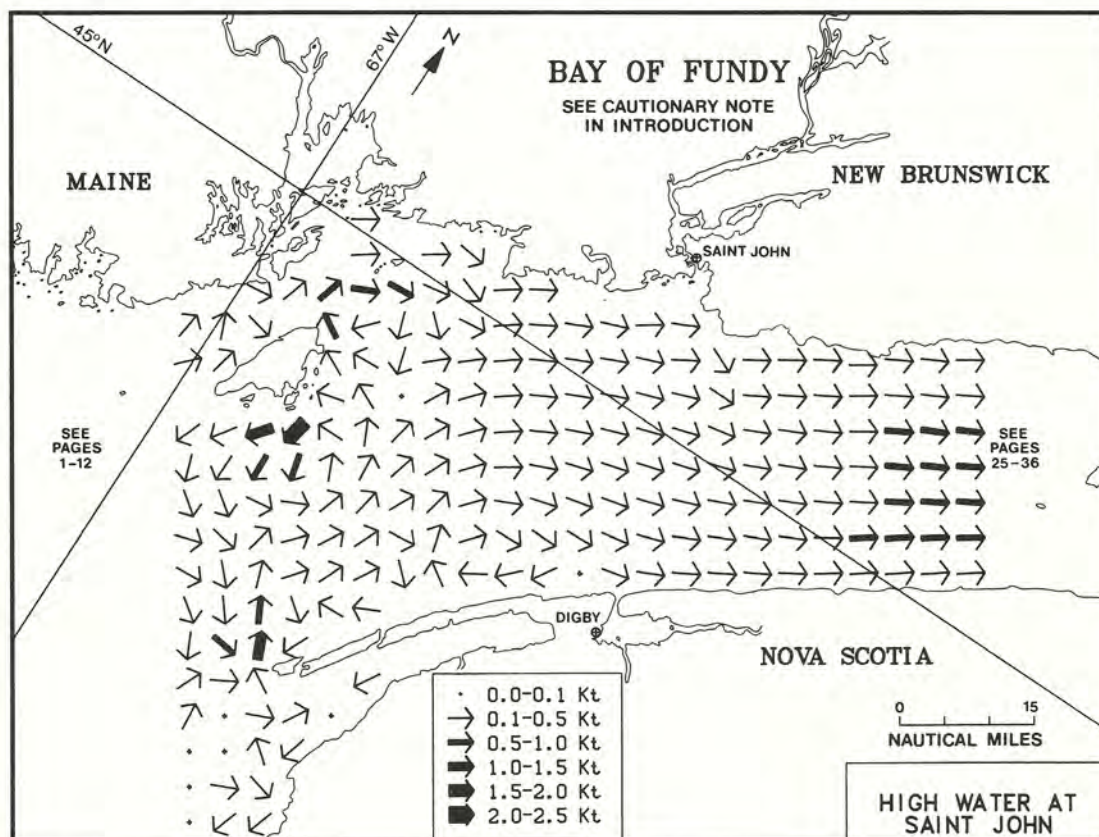 45°N
67° W
N
BAY OF FUNDY
SEE CAUTIONARY NOTE
IN INTRODUCTION
MAINE
NEW BRUNSWICK
SAINT JOHN
SEE
PAGES
1-12
SEE
PAGES
25-36
DIGBY
NOVA SCOTIA
0.0-0.1 Kt
0.1-0.5 Kt
0.5-1.0 Kt
1.0-1.5 Kt
1.5-2.0 Kt
2.0-2.5 Kt
0 15
NAUTICAL MILES
HIGH WATER AT
SAINT JOHN